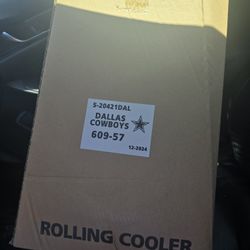 S-20421DAL
DALLAS
COWBOYS
609-57
12-2024
ROLLING COOLER